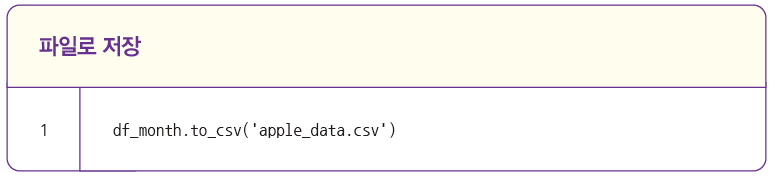 파일로 저장
1 df_month.to_csv('apple_data.csv')